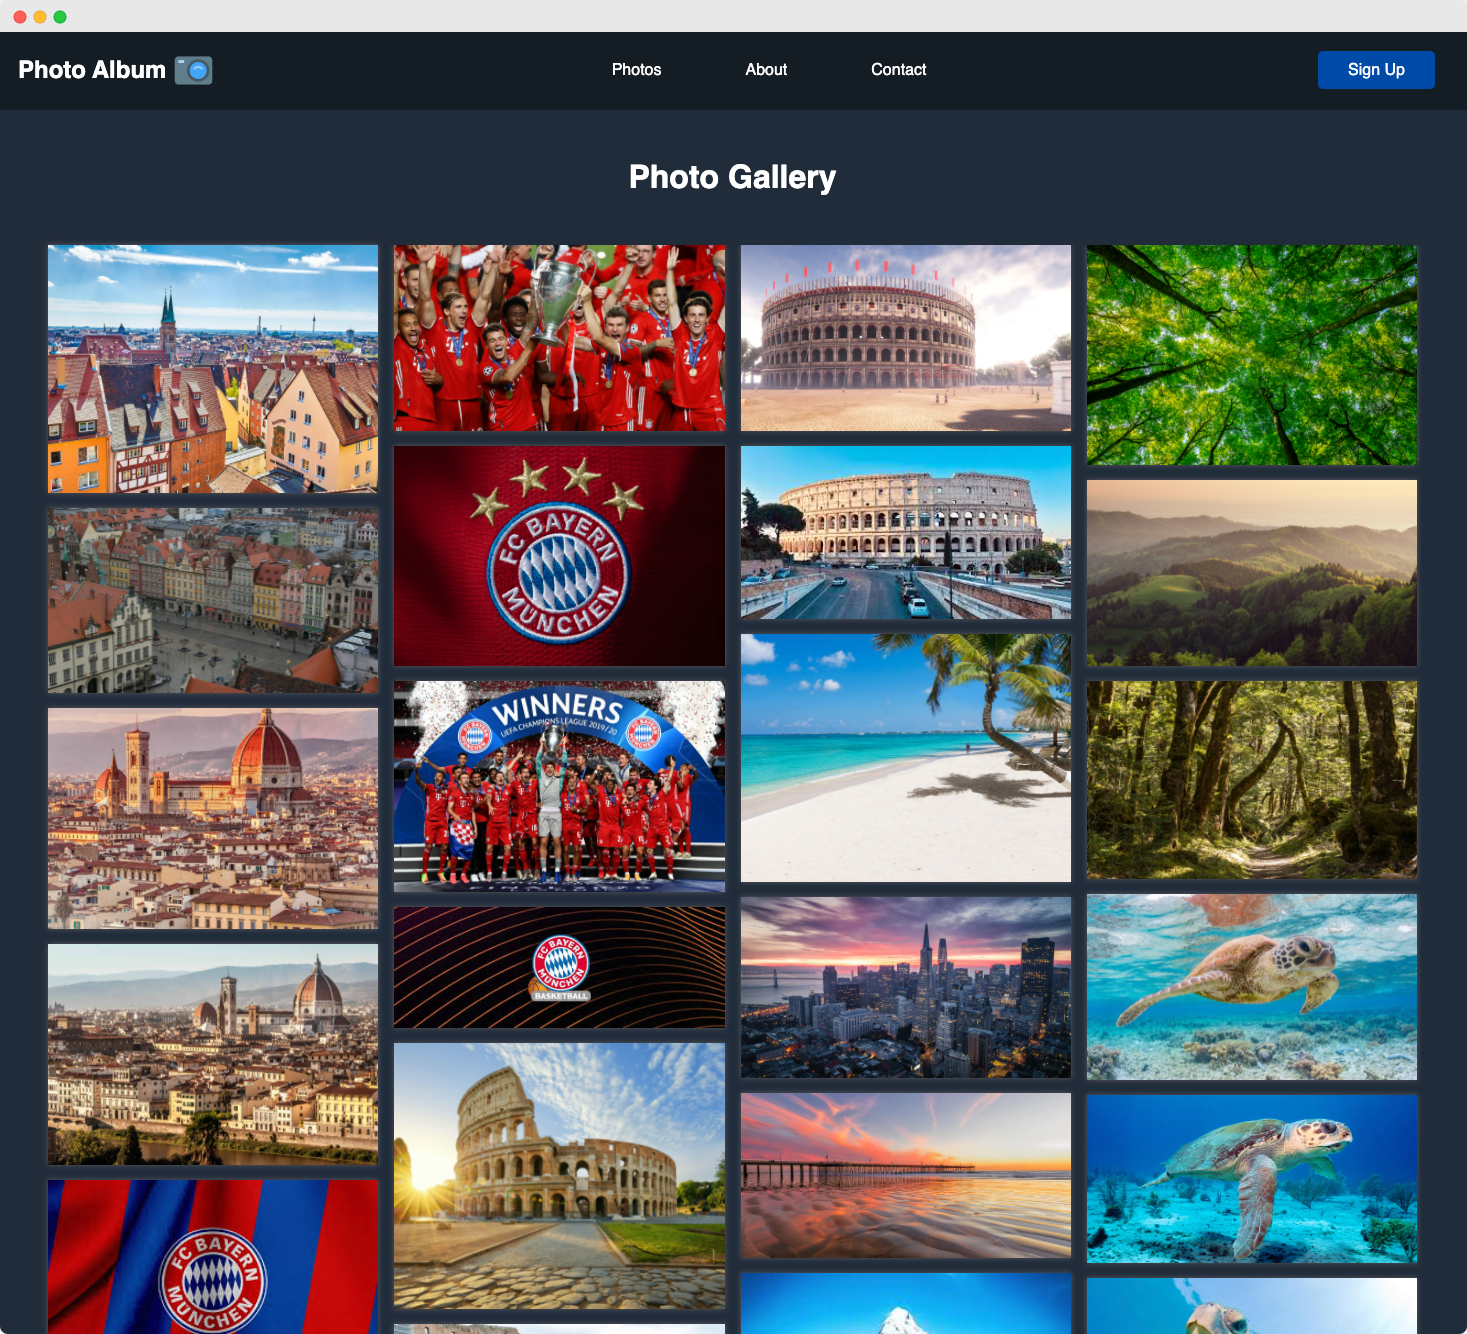 Photo Album
Photos
About
Contact
Sign Up
Photo Gallery
FC BAYERN
MÜNCHEN
WINNERS
UEFA CHAMPIONS LEAGUE 2019/20
FC BAYERN
MÜNCHEN
BASKETBALL
FC BAYERN
MÜNCHEN